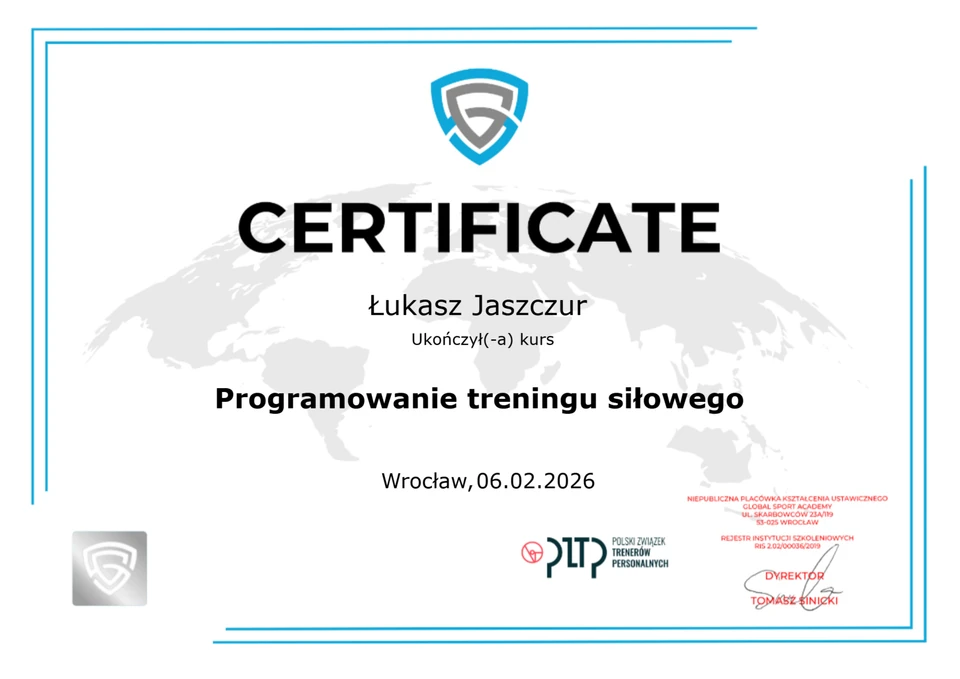 CERTIFICATE
Łukasz Jaszczur
Ukończył(-a) kurs
Programowanie treningu siłowego
Wrocław, 06.02.2026
NIEPUBLICZNA PLACÓWKA KSZTAŁCENIA USTAWICZNEGO
GLOBAL SPORT ACADEMY
UL. SKARBOWCÓW 23A/119
53-025 WROCŁAW
REJESTR INSTYTUCJI SZKOLENIOWYCH
RIS 2.02/00036/2019
PZTP
POLSKI ZWIĄZEK
TRENERÓW
PERSONALNYCH
DYREKTOR
TOMASZ SINICKI